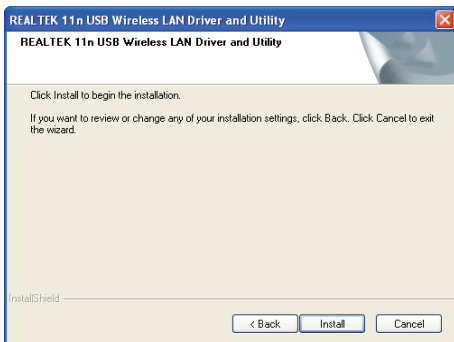 REALTEK 11n USB Wireless LAN Driver and Utility
REALTEK 11n USB Wireless LAN Driver and Utility
Click Install to begin the installation.
If you want to review or change any of your installation settings, click Back. Click Cancel to exit
the wizard.
InstallShield
< Back Install Cancel